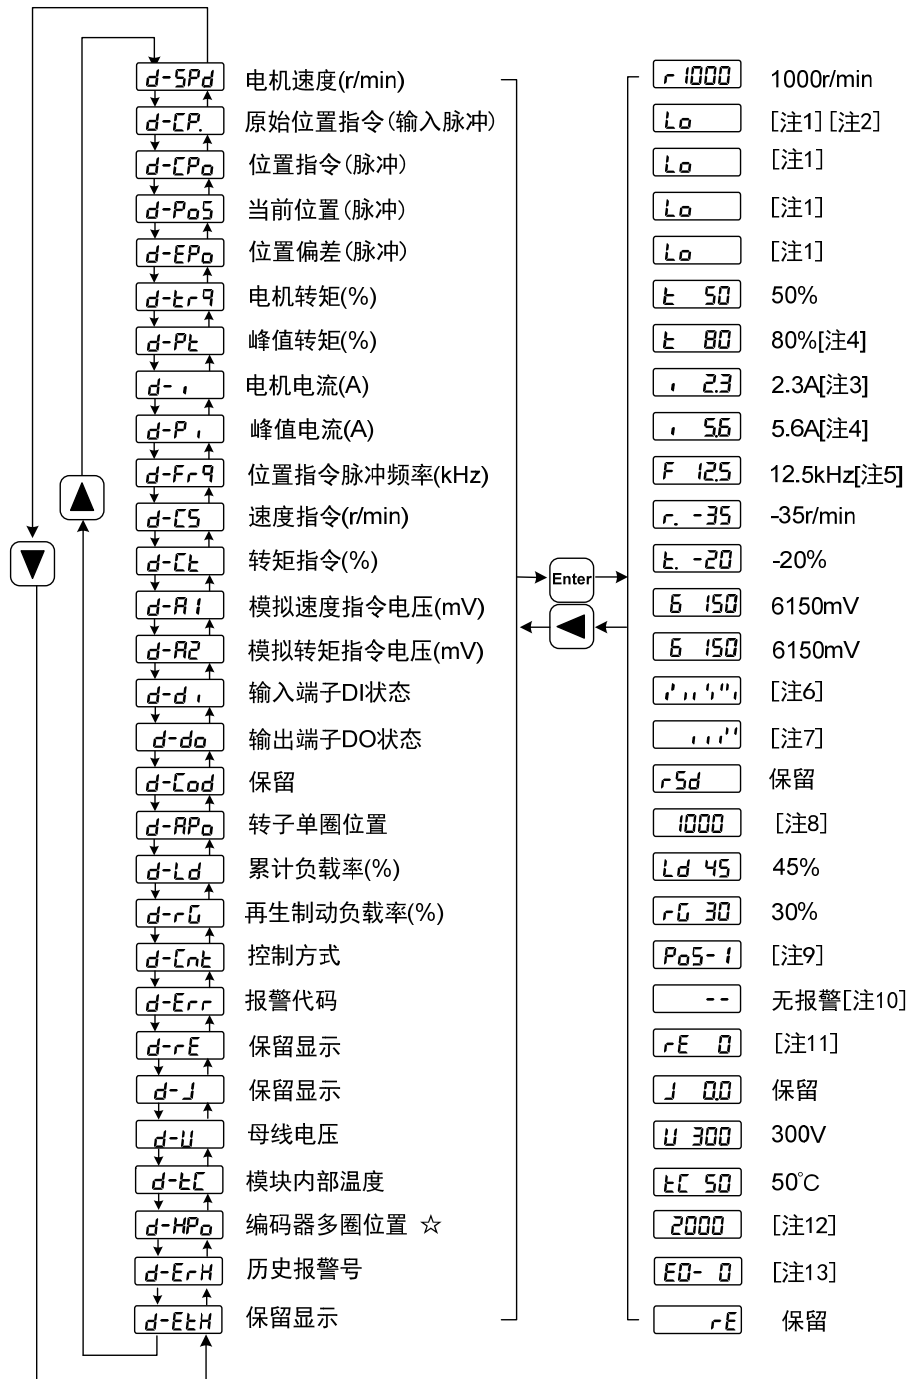 d-SPd 电机速度(r/min) r 1000 1000r/min
d-CP. 原始位置指令(输入脉冲) Lo [注1][注2]
d-CPo 位置指令(脉冲) Lo [注1]
d-PoS 当前位置(脉冲) Lo [注1]
d-EPo 位置偏差(脉冲) Lo [注1]
d-trq 电机转矩(%) t 50 50%
d-Pt 峰值转矩(%) t 80 80%[注4]
d-i 电机电流(A) i 2.3 2.3A[注3]
d-Pi 峰值电流(A) i 5.6 5.6A[注4]
d-Frq 位置指令脉冲频率(kHz) F 12.5 12.5kHz[注5]
d-CS 速度指令(r/min) r. -35 -35r/min
d-Ct 转矩指令(%) t. -20 -20%
Enter
d-A1 模拟速度指令电压(mV) 6 150 6150mV
d-A2 模拟转矩指令电压(mV) 6 150 6150mV
d-di 输入端子DI状态 [注6]
d-do 输出端子DO状态 [注7]
d-Cod 保留 rSd 保留
d-APo 转子单圈位置 1000 [注8]
d-Ld 累计负载率(%) Ld 45 45%
d-rG 再生制动负载率(%) rG 30 30%
d-Cnt 控制方式 PoS-1 [注9]
d-Err 报警代码 -- 无报警[注10]
d-rE 保留显示 rE 0 [注11]
d-J 保留显示 J 0.0 保留
d-U 母线电压 U 300 300V
d-tC 模块内部温度 tC 50 50℃
d-HPo 编码器多圈位置 ☆ 2000 [注12]
d-ErH 历史报警号 E0- 0 [注13]
d-EtH 保留显示 rE 保留